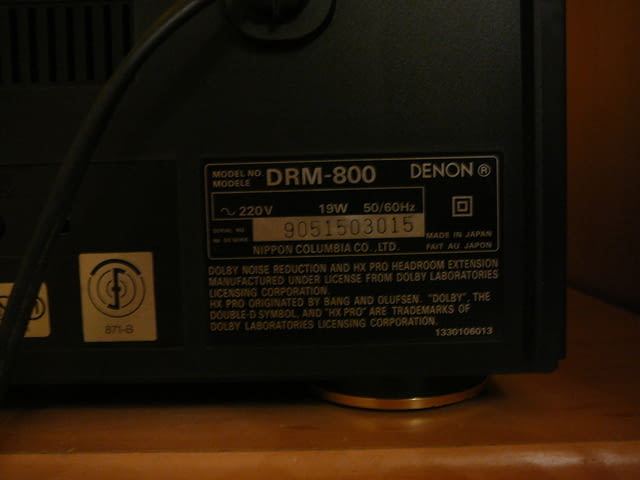 MODEL NO. DRM-800 DENON ®
MODELE
~ 220V 19W 50/60Hz
SERIAL NO. 9051503015
NO DE SERIE
MADE IN JAPAN
NIPPON COLUMBIA CO.,LTD. FAIT AU JAPON
DOLBY NOISE REDUCTION AND HX PRO HEADROOM EXTENSION
MANUFACTURED UNDER LICENSE FROM DOLBY LABORATORIES
LICENSING CORPORATION.
HX PRO ORIGINATED BY BANG AND OLUFSEN. "DOLBY", THE
DOUBLE-D SYMBOL, AND "HX PRO" ARE TRADEMARKS OF
DOLBY LABORATORIES LICENSING CORPORATION.
1330106013
871-B